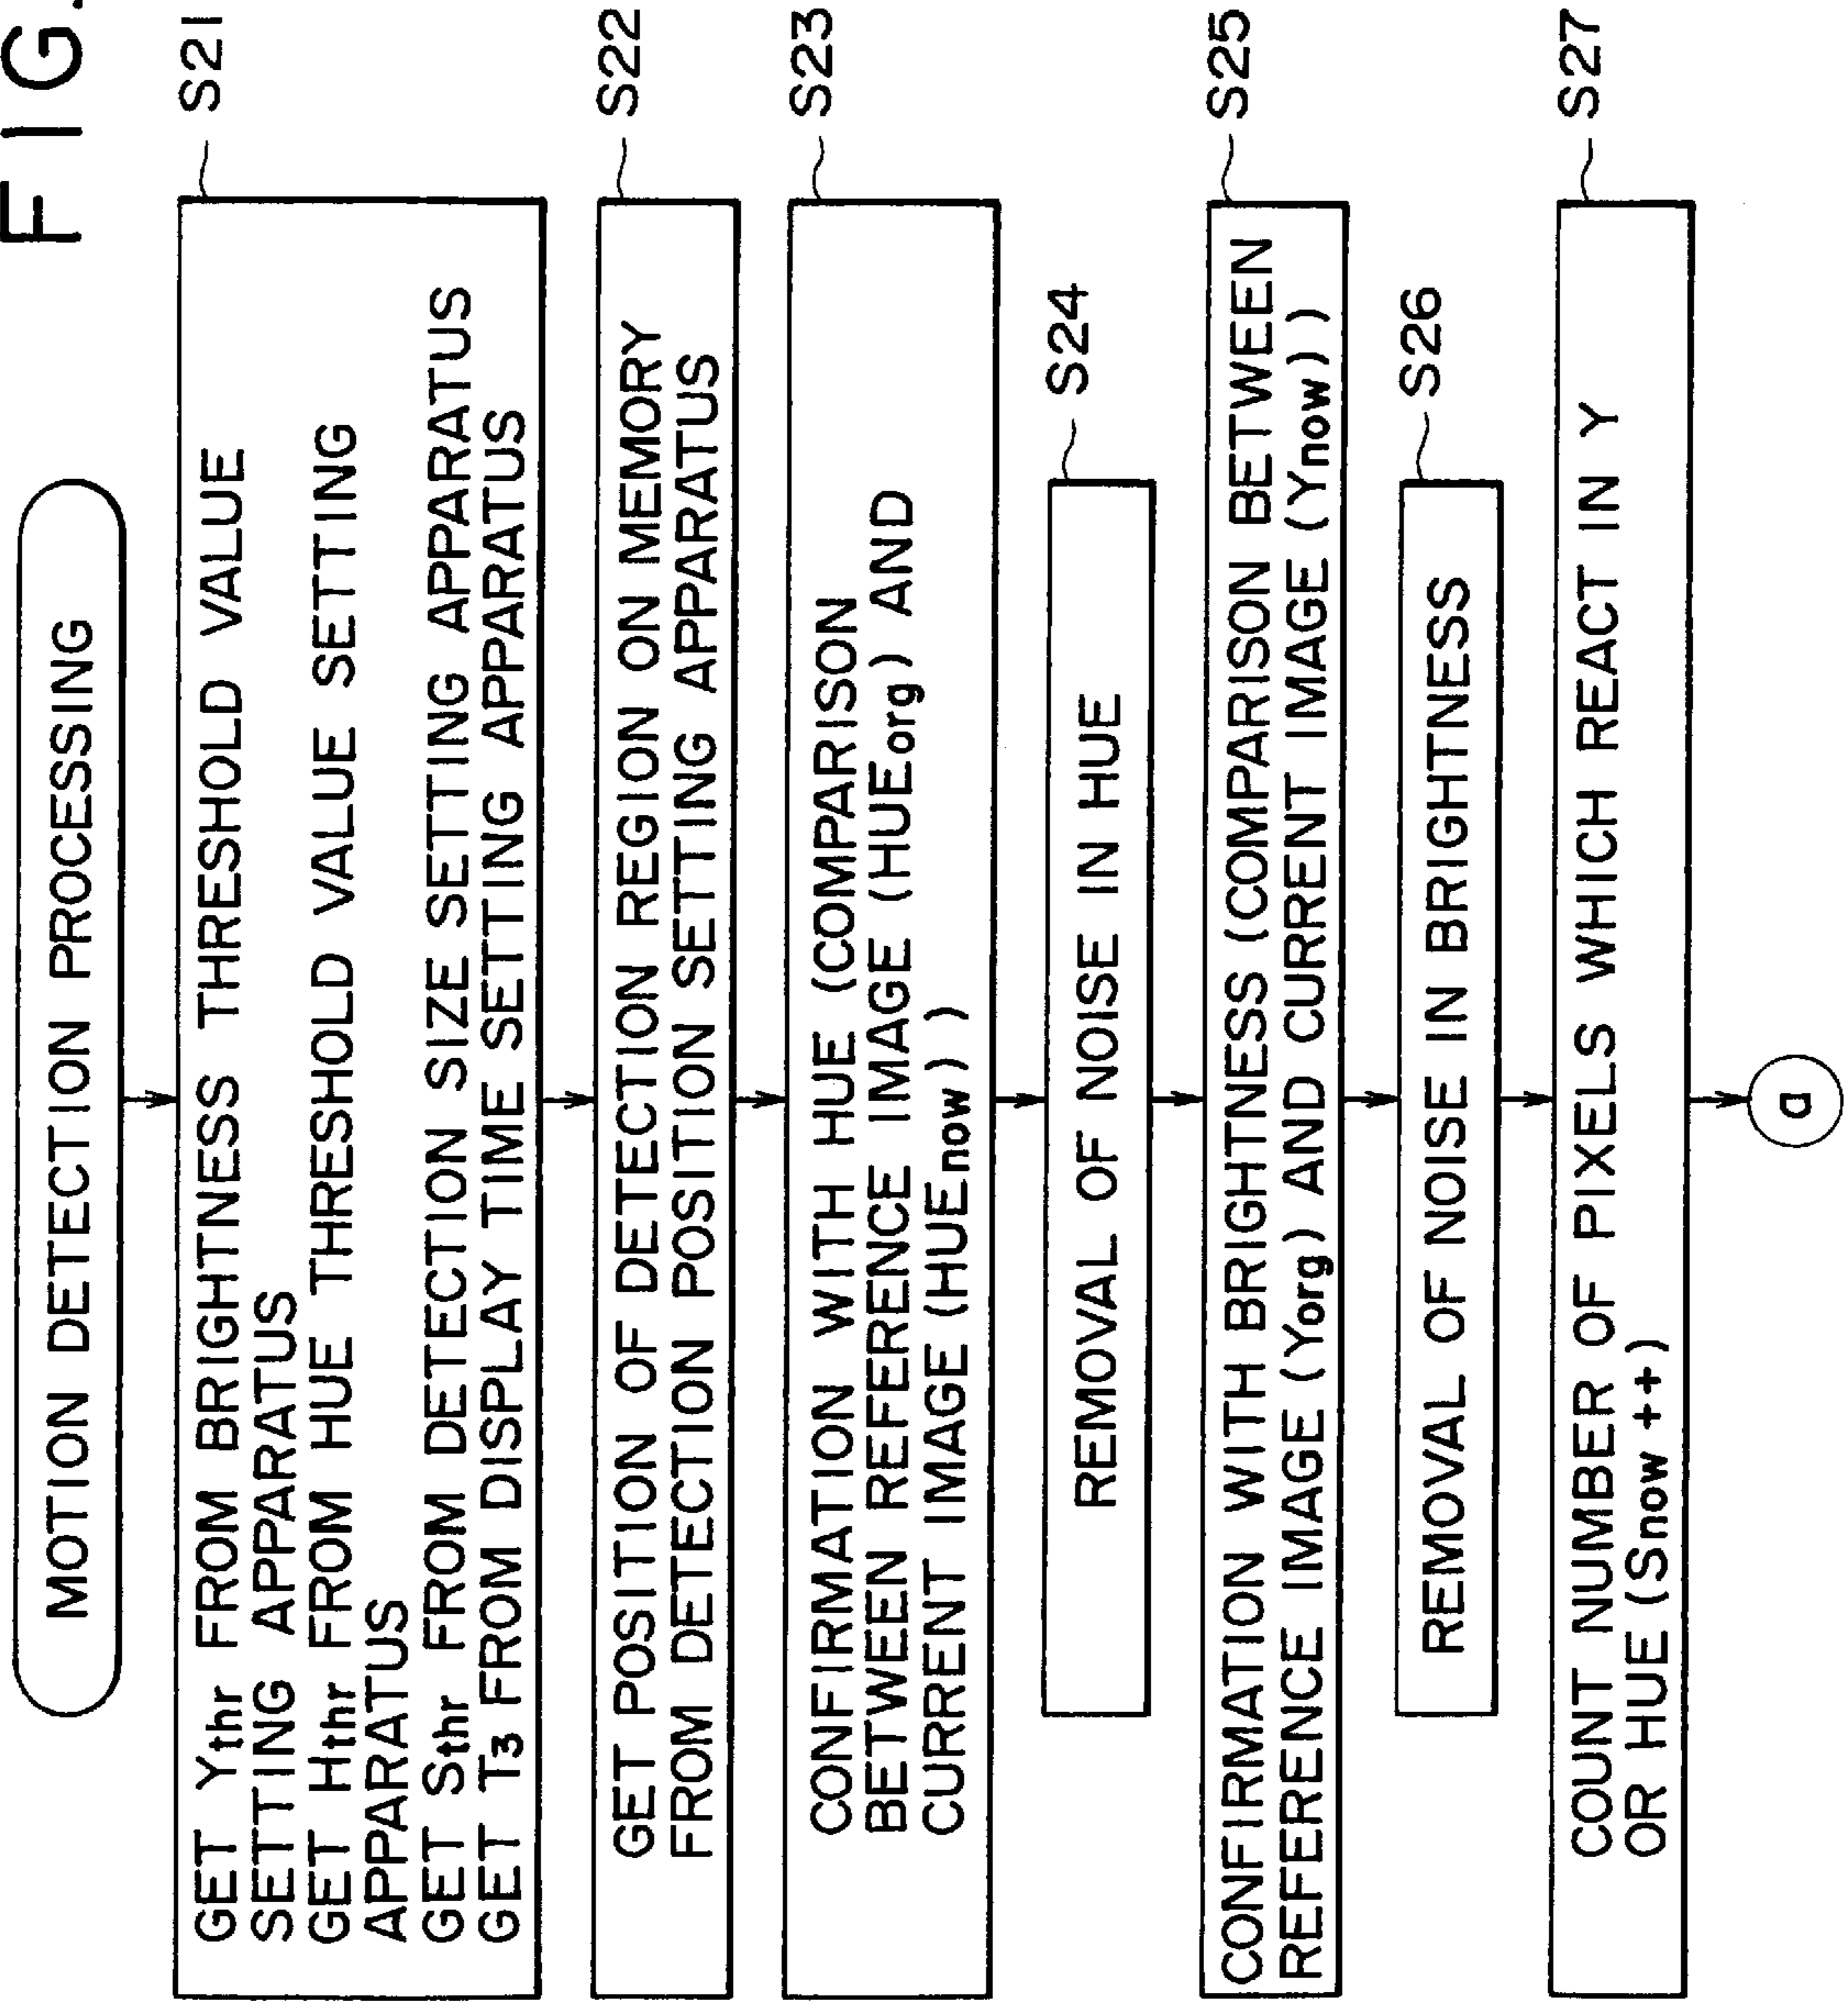 FIG.
MOTION DETECTION PROCESSING
S21
GET Ythr FROM BRIGHTNESS THRESHOLD VALUE
SETTING APPARATUS
GET Hthr FROM HUE THRESHOLD VALUE SETTING
APPARATUS
GET Sthr FROM DETECTION SIZE SETTING APPARATUS
GET T3 FROM DISPLAY TIME SETTING APPARATUS
S22
GET POSITION OF DETECTION REGION ON MEMORY
FROM DETECTION POSITION SETTING APPARATUS
S23
CONFIRMATION WITH HUE (COMPARISON
BETWEEN REFERENCE IMAGE (HUEorg) AND
CURRENT IMAGE (HUEnow))
S24
REMOVAL OF NOISE IN HUE
S25
CONFIRMATION WITH BRIGHTNESS (COMPARISON BETWEEN
REFERENCE IMAGE (Yorg) AND CURRENT IMAGE (Ynow))
S26
REMOVAL OF NOISE IN BRIGHTNESS
S27
COUNT NUMBER OF PIXELS WHICH REACT IN Y
OR HUE (Snow ++)
a